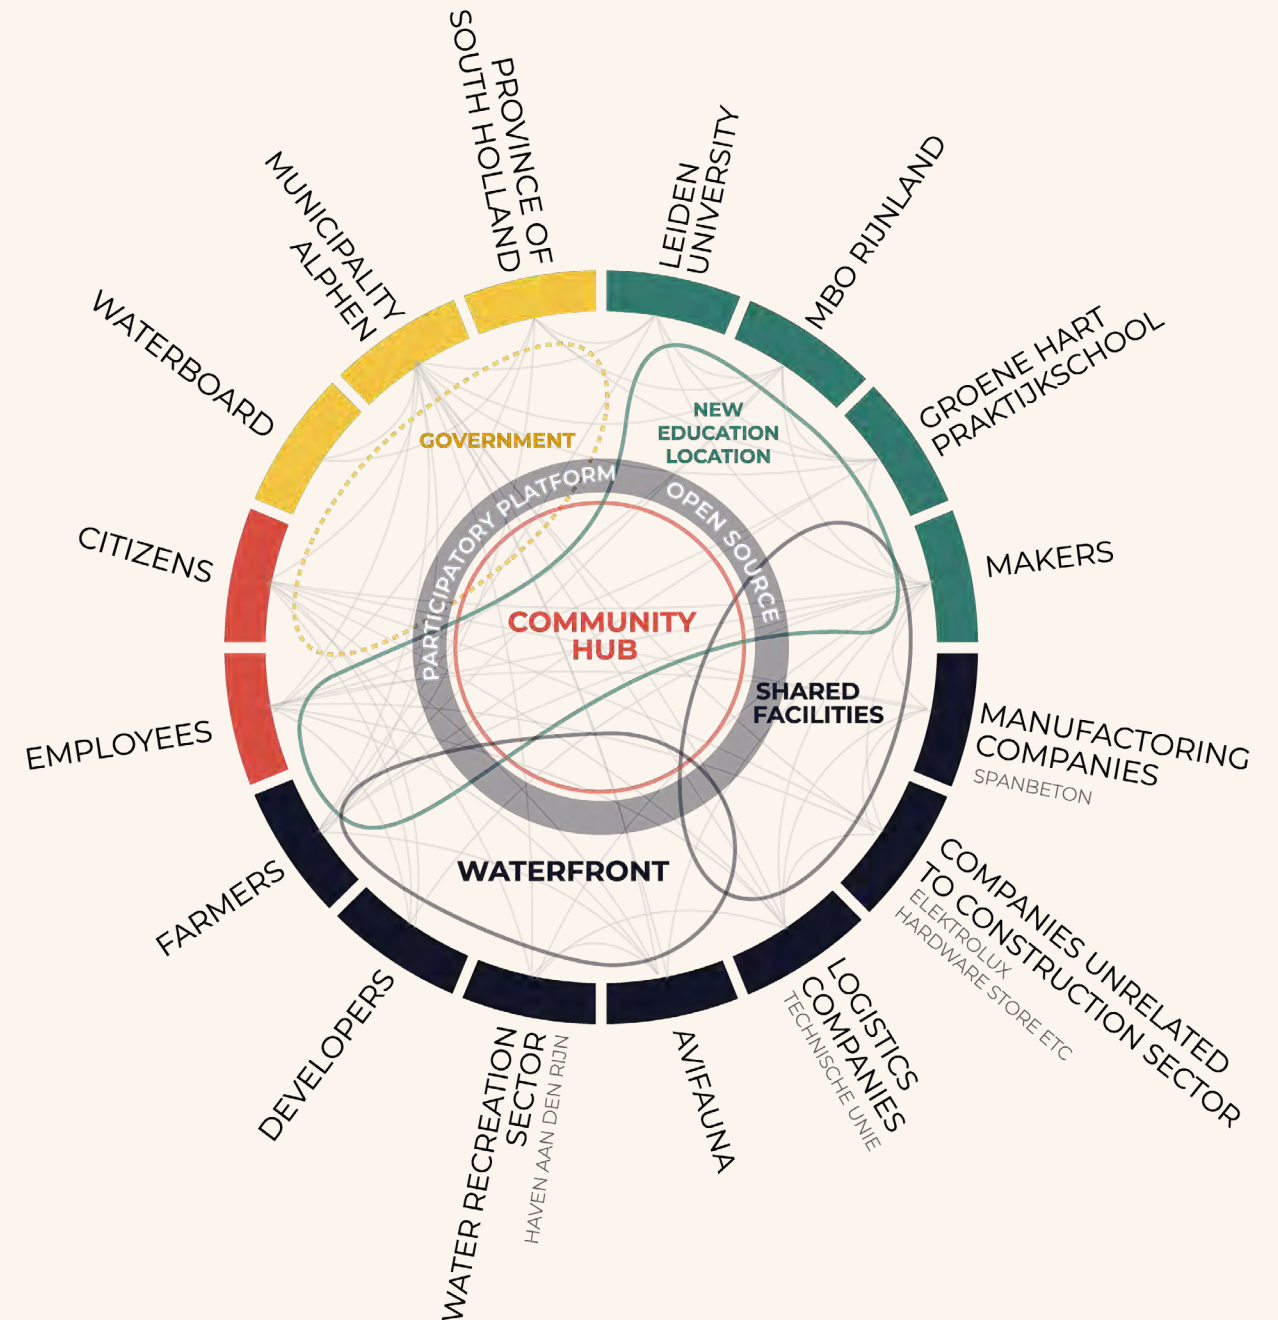 PROVINCE OF
SOUTH HOLLAND
LEIDEN
UNIVERSITY
MBO RIJNLAND
GROENE HART
PRAKTIJKSCHOOL
MAKERS
MANUFACTORING
COMPANIES
SPANBETON
COMPANIES UNRELATED
TO CONSTRUCTION SECTOR
ELEKTROLUX
HARDWARE STORE ETC
LOGISTICS
COMPANIES
TECHNISCHE UNIE
AVIFAUNA
WATER RECREATION
SECTOR
HAVEN AAN DEN RIJN
DEVELOPERS
FARMERS
EMPLOYEES
CITIZENS
WATERBOARD
MUNICIPALITY
ALPHEN
GOVERNMENT
NEW
EDUCATION
LOCATION
PARTICIPATORY PLATFORM
OPEN SOURCE
COMMUNITY
HUB
SHARED
FACILITIES
WATERFRONT